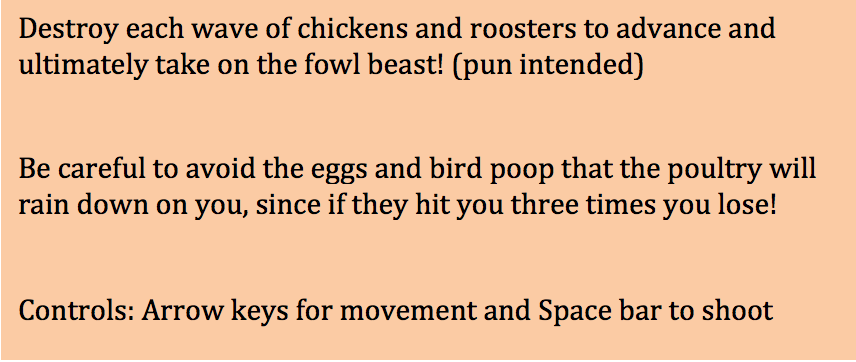 Destroy each wave of chickens and roosters to advance and
ultimately take on the fowl beast! (pun intended)
Be careful to avoid the eggs and bird poop that the poultry will
rain down on you, since if they hit you three times you lose!
Controls: Arrow keys for movement and Space bar to shoot